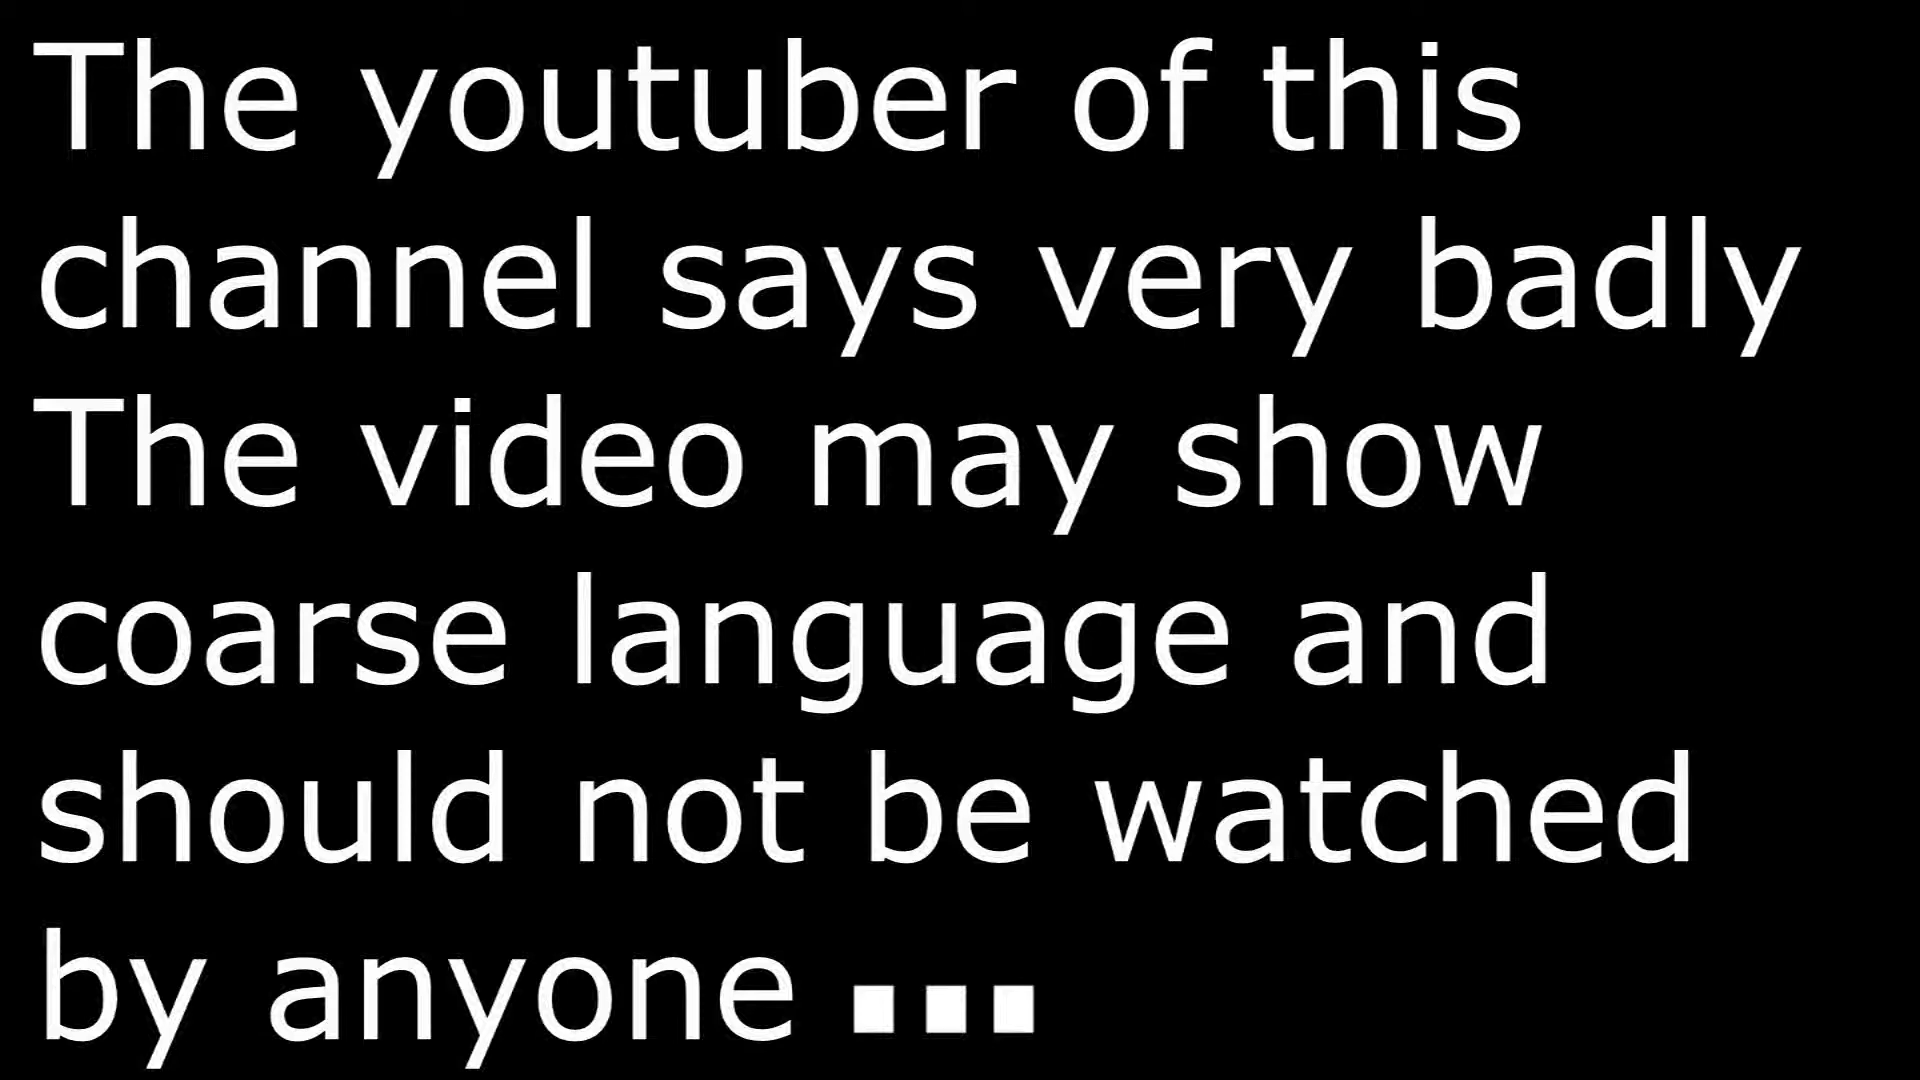 The youtuber of this
channel says very badly
The video may show
coarse language and
should not be watched
by anyone ...